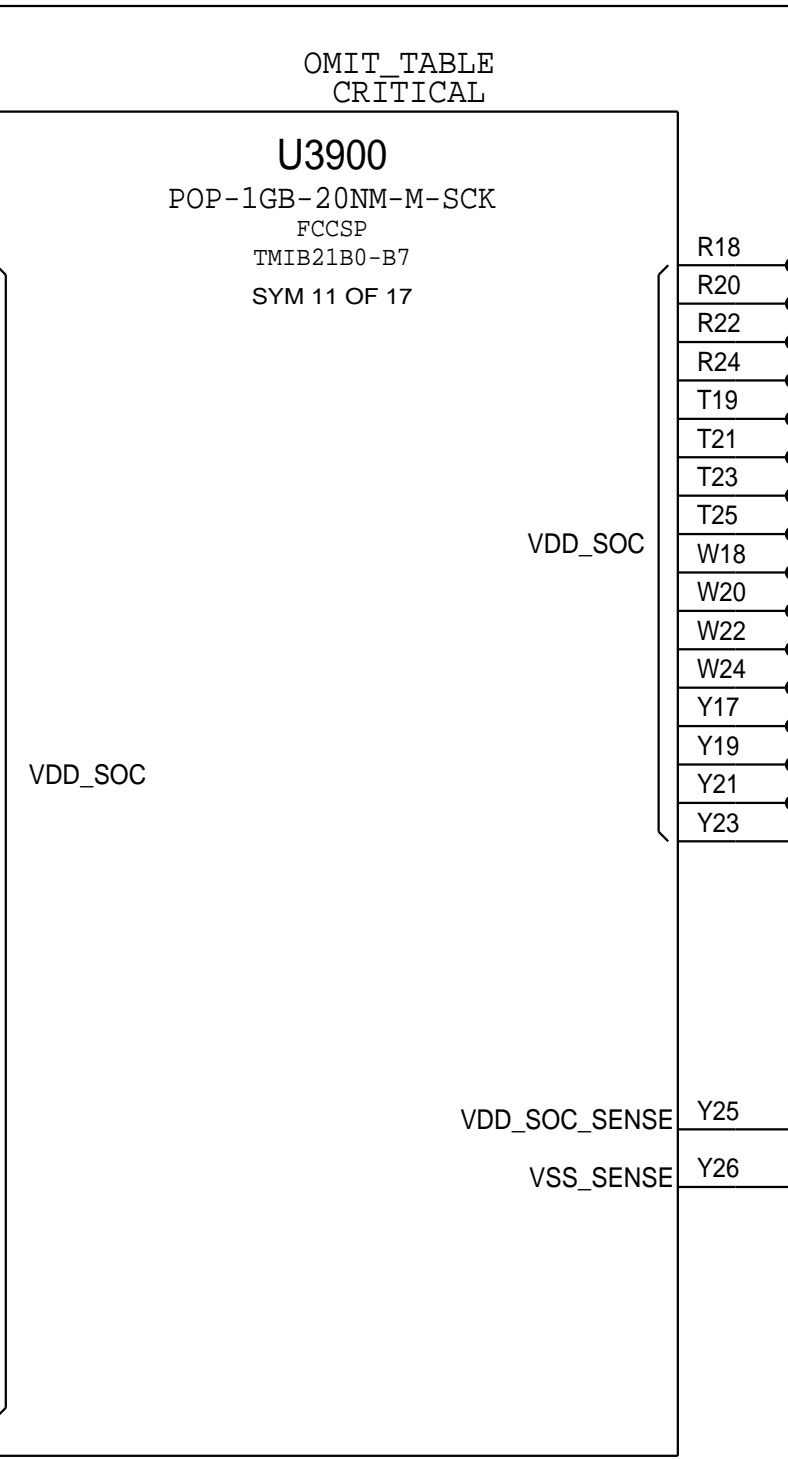 OMIT_TABLE
CRITICAL
U3900
POP-1GB-20NM-M-SCK
FCCSP
TMIB21B0-B7
SYM 11 OF 17
R18
R20
R22
R24
T19
T21
T23
T25
VDD_SOC
W18
W20
W22
W24
Y17
Y19
VDD_SOC
Y21
Y23
VDD_SOC_SENSE Y25
VSS_SENSE Y26